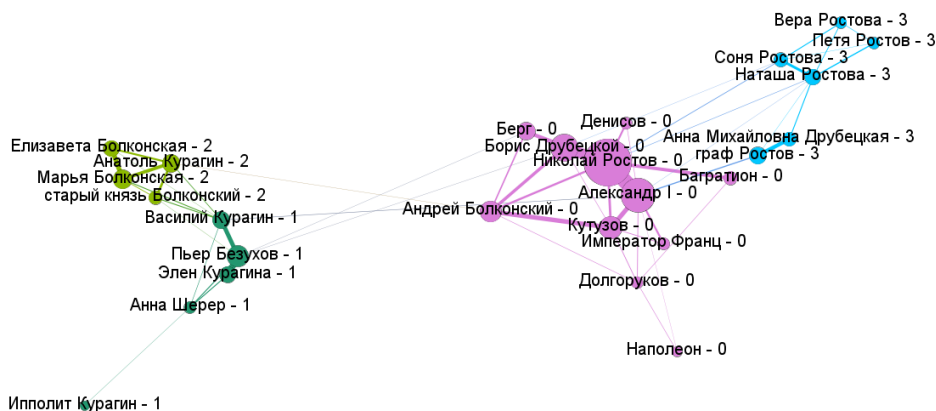 Вера Ростова - 3
Петя Ростов - 3
Соня Ростова - 3
Наташа Ростова - 3
Денисов - 0
Берг - 0
Анна Михайловна Друбецкая - 3
Борис Друбецкой - 0
граф Ростов - 3
Николай Ростов - 0
Багратион - 0
Елизавета Болконская - 2
Анатоль Курагин - 2
Марья Болконская - 2
старый князь Болконский - 2
Александр I - 0
Андрей Болконский - 0
Василий Курагин - 1
Кутузов - 0
Император Франц - 0
Пьер Безухов - 1
Элен Курагина - 1
Долгоруков - 0
Анна Шерер - 1
Наполеон - 0
Ипполит Курагин - 1